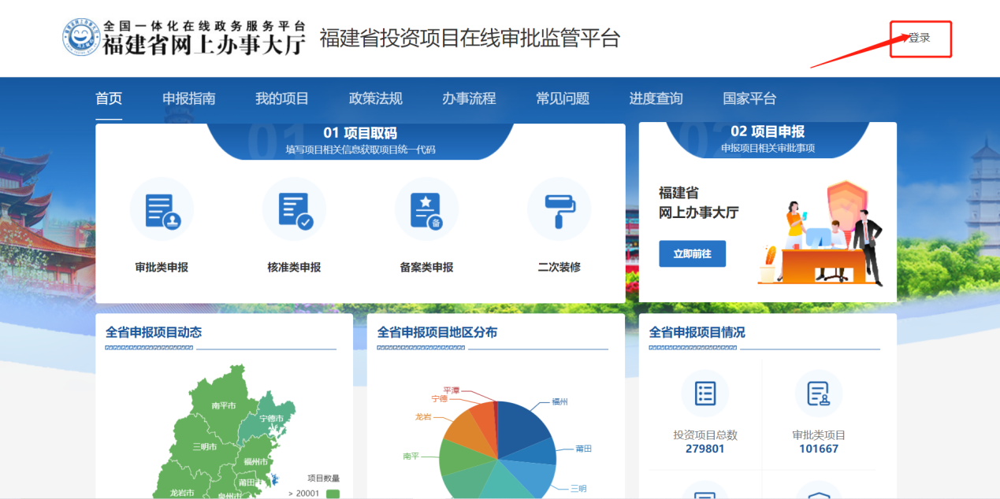 全国一体化在线政务服务平台
福建省网上办事大厅
福建省投资项目在线审批监管平台
登录
首页 申报指南 我的项目 政策法规 办事流程 常见问题 进度查询 国家平台
01
01 项目取码
填写项目相关信息获取项目统一代码
审批类申报 核准类申报 备案类申报 二次装修
备
02
02 项目申报
申报项目相关审批事项
福建省
网上办事大厅
立即前往
全省申报项目动态
南平市
宁德市
三明市
福州市
莆田市
龙岩市
泉州市
项目数量
> 20001
全省申报项目地区分布
平潭
宁德
福州
龙岩
莆田
南平
三明
全省申报项目情况
投资项目总数 审批类项目
279801 101667